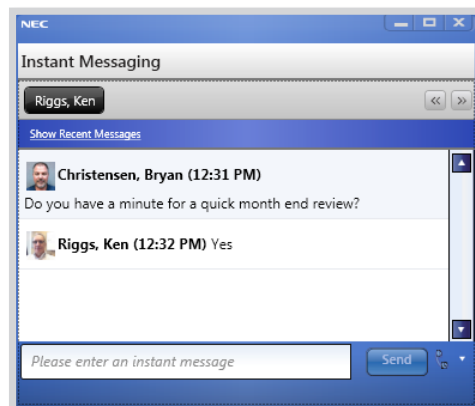 NEC
Instant Messaging
Riggs, Ken
Show Recent Messages
Christensen, Bryan (12:31 PM)
Do you have a minute for a quick month end review?
Riggs, Ken (12:32 PM) Yes
Please enter an instant message
Send